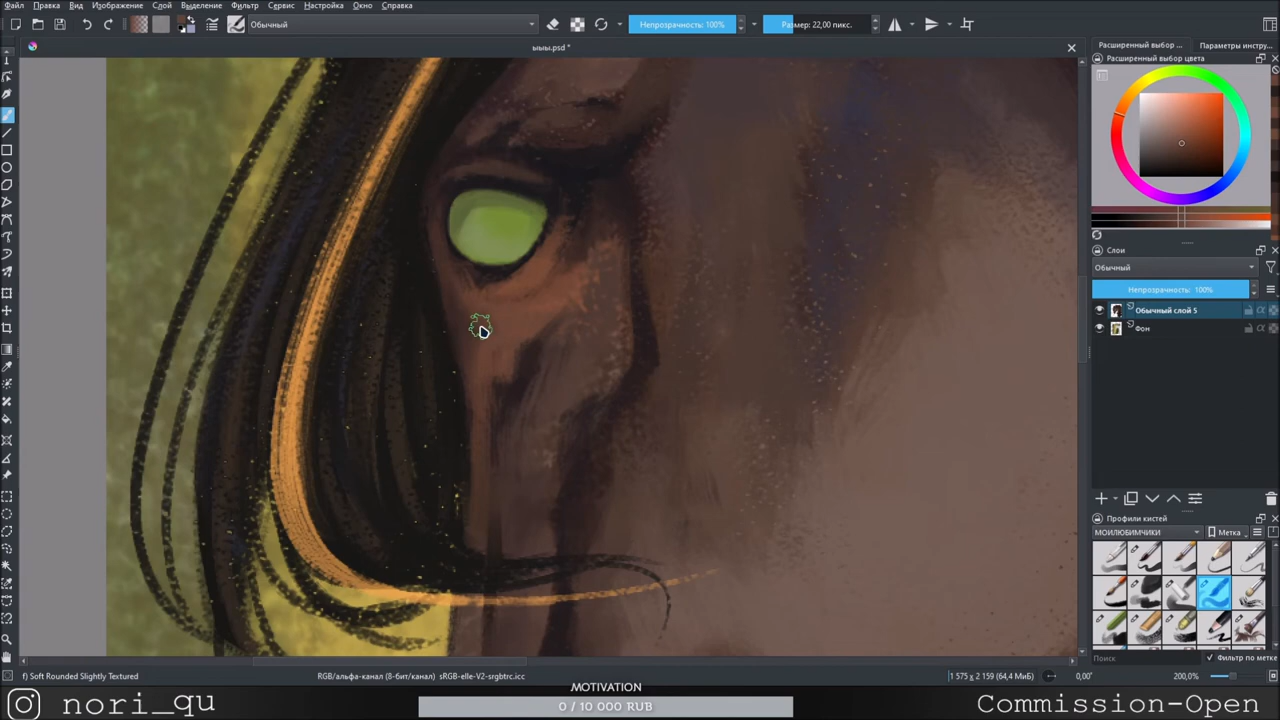 Файл Правка Вид Изображение Слой Выделение Фильтр Сервис Настройка Окно Справка
Обычный
Непрозрачность: 100%
Размер: 22,00 пикс.
ыыы.psd *
Расширенный выбор ...
Параметры инстру...
Расширенный выбор цвета
Слои
Обычный
Непрозрачность: 100%
Обычный слой 5
Фон
Профили кистей
МОИЛЮБИМЧИКИ
Метка
Поиск
Фильтр по метке
f) Soft Rounded Slightly Textured
RGB/альфа-канал (8-бит/канал) sRGB-elle-V2-srgbtrc.icc
1 575 x 2 159 (64,4 МиБ)
0,00°
200,0%
nori_qu
MOTIVATION
0 / 10 000 RUB
Commission-Open